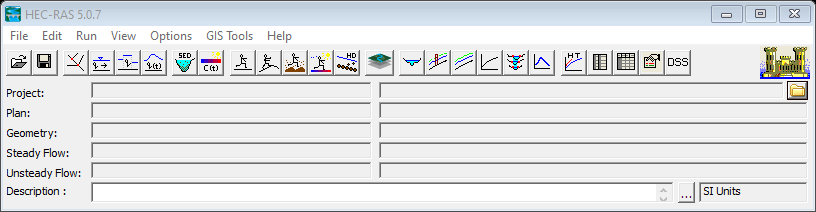 HEC-RAS 5.0.7
File Edit Run View Options GIS Tools Help
SED C(t) HD H T DSS
Project:
Plan:
Geometry:
Steady Flow:
Unsteady Flow:
Description : ... SI Units